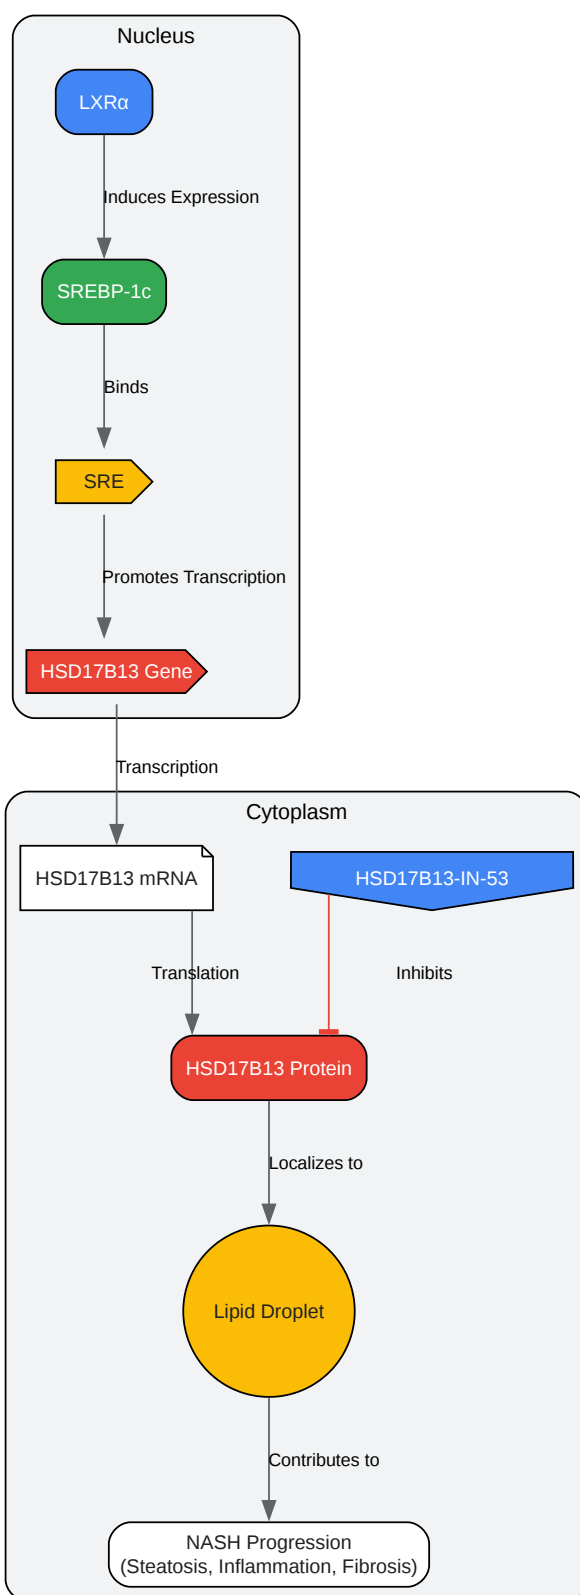 Nucleus
LXRα
Induces Expression
SREBP-1c
Binds
SRE
Promotes Transcription
HSD17B13 Gene
Transcription
Cytoplasm
HSD17B13 mRNA
HSD17B13-IN-53
Translation
Inhibits
HSD17B13 Protein
Localizes to
Lipid Droplet
Contributes to
NASH Progression
(Steatosis, Inflammation, Fibrosis)